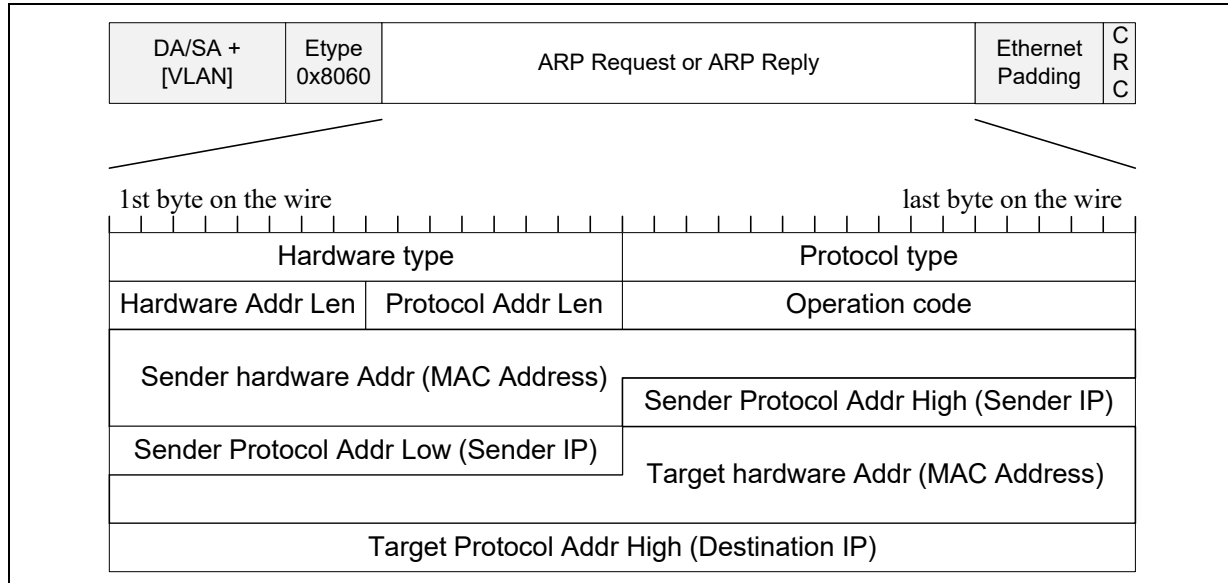 DA/SA +
[VLAN]
Etype
0x8060
ARP Request or ARP Reply
Ethernet
Padding
C
R
C
1st byte on the wire
last byte on the wire
Hardware type
Protocol type
Hardware Addr Len
Protocol Addr Len
Operation code
Sender hardware Addr (MAC Address)
Sender Protocol Addr High (Sender IP)
Sender Protocol Addr Low (Sender IP)
Target hardware Addr (MAC Address)
Target Protocol Addr High (Destination IP)